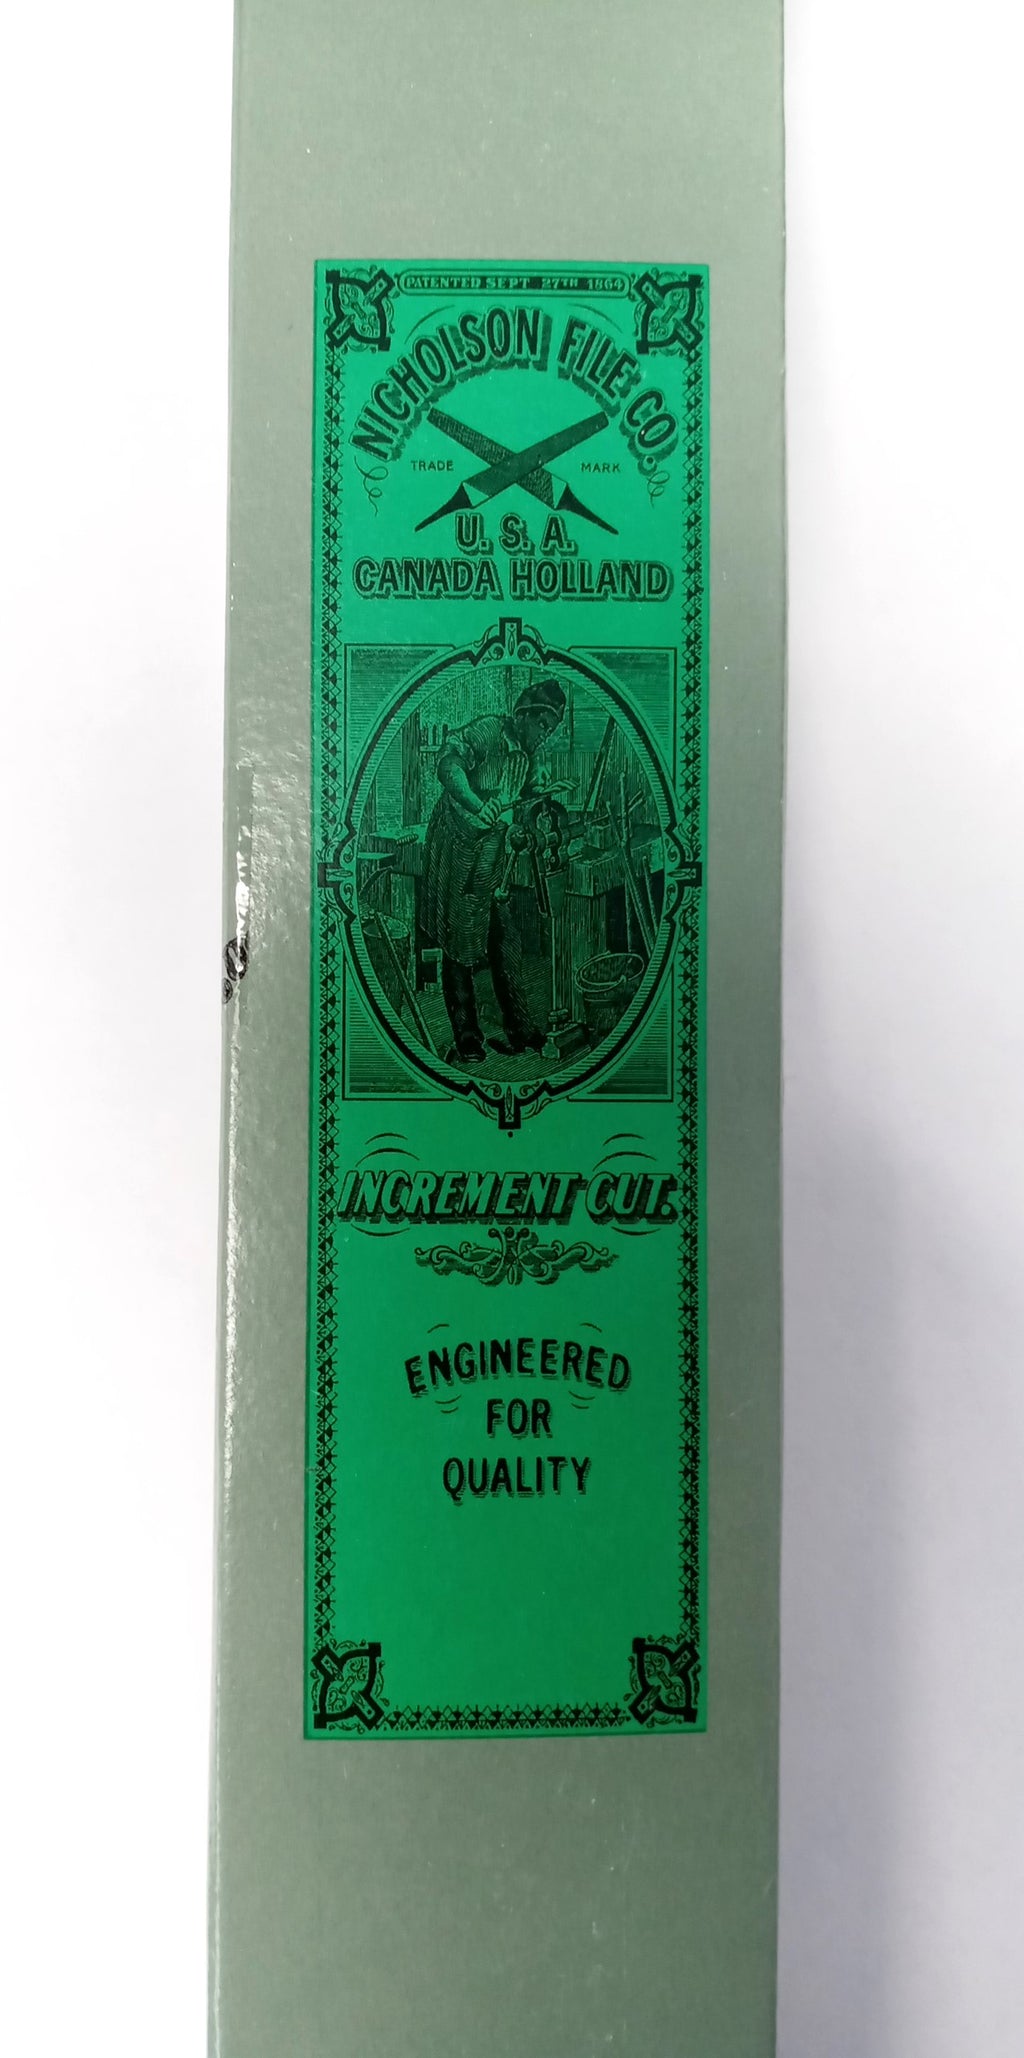 PATENTED SEPT. 27TH 1864
NICHOLSON FILE CO.
TRADE MARK
U. S. A.
CANADA HOLLAND
INCREMENT CUT.
ENGINEERED
FOR
QUALITY